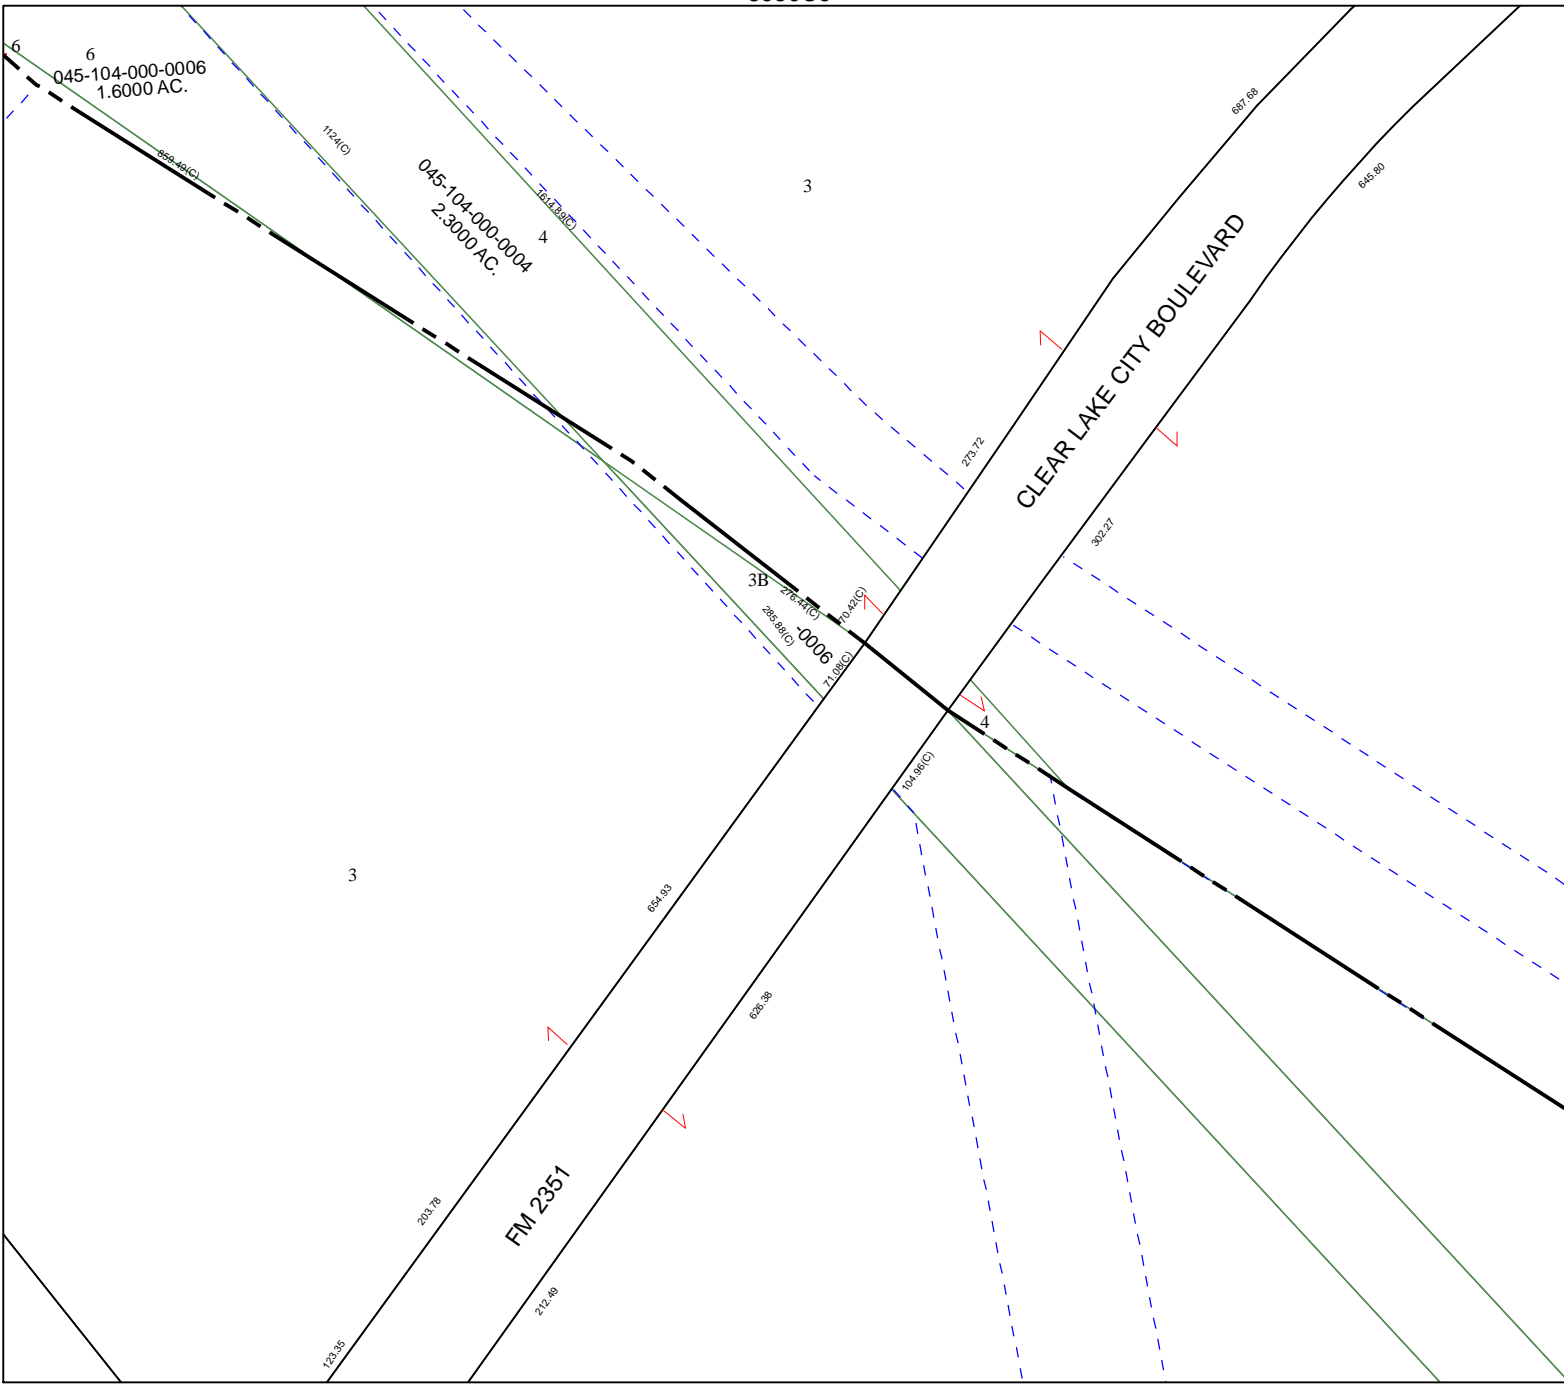 6
6
045-104-000-0006
1.6000 AC.
859.49(C)
1124(C)
045-104-000-0004
2.3000 AC.
1614.89(C)
4
3
687.68
645.80
CLEAR LAKE CITY BOULEVARD
273.72
302.27
3B
276.44(C)
70.42(C)
285.88(C)
-0006
71.08(C)
4
104.96(C)
3
654.93
626.38
FM 2351
203.78
212.49
123.35